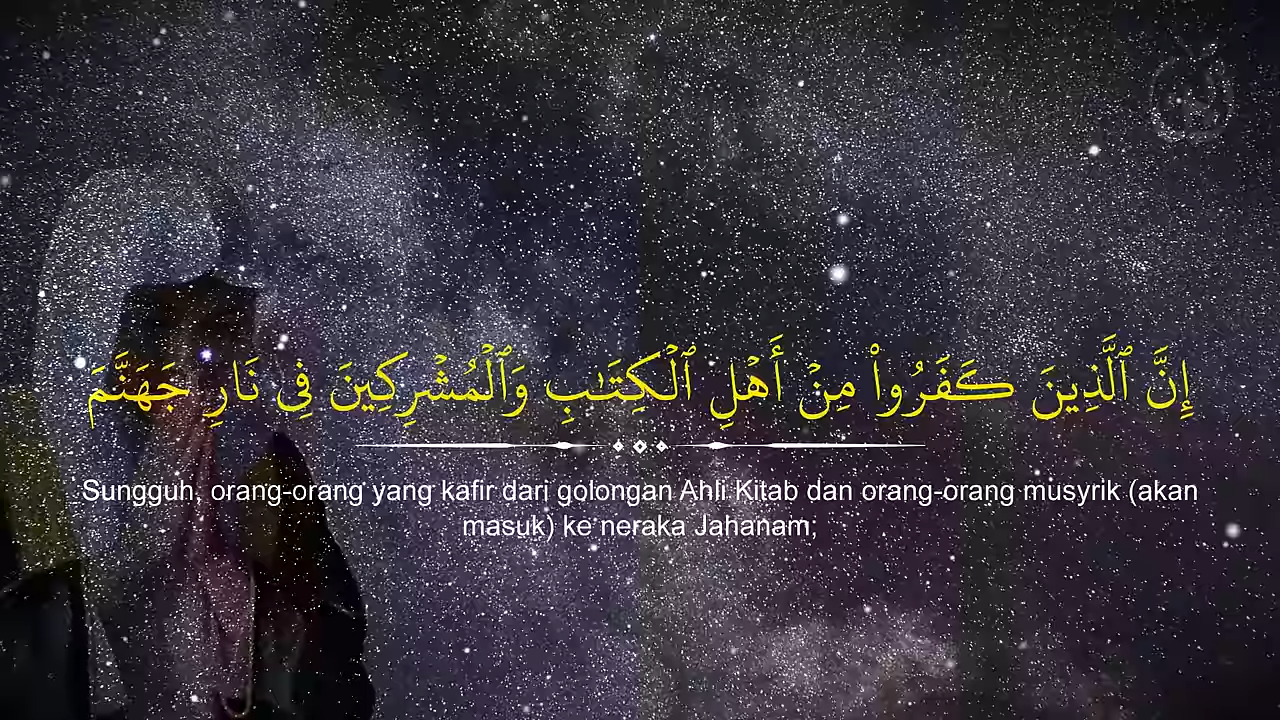 إِنَّ ٱلَّذِينَ كَفَرُوا۟ مِنْ أَهْلِ ٱلْكِتَـٰبِ وَٱلْمُشْرِكِينَ فِى نَارِ جَهَنَّمَ
Sungguh, orang-orang yang kafir dari golongan Ahli Kitab dan orang-orang musyrik (akan
masuk) ke neraka Jahanam;